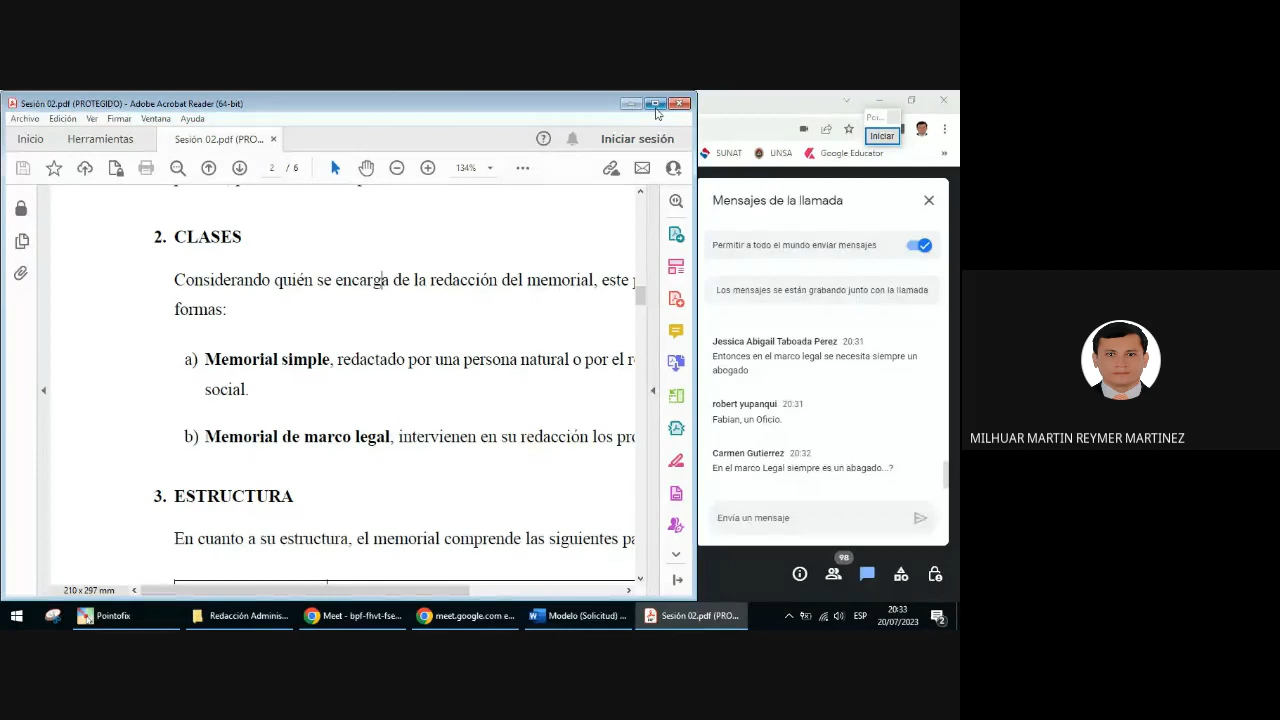 Sesión 02.pdf (PROTEGIDO) - Adobe Acrobat Reader (64-bit)
Archivo Edición Ver Firmar Ventana Ayuda
Inicio Herramientas Sesión 02.pdf (PRO... × Iniciar sesión
2 / 6 134%
2. CLASES
Considerando quién se encarga de la redacción del memorial, este
formas:
a) Memorial simple, redactado por una persona natural o por el
social.
b) Memorial de marco legal, intervienen en su redacción los
3. ESTRUCTURA
En cuanto a su estructura, el memorial comprende las siguientes
210 x 297 mm
Iniciar
SUNAT UNSA Google Educator »
Mensajes de la llamada
Permitir a todo el mundo enviar mensajes
Los mensajes se están grabando junto con la llamada
Jessica Abigail Taboada Perez 20:31
Entonces en el marco legal se necesita siempre un
abogado
robert yupanqui 20:31
Fabian, un Oficio.
Carmen Gutierrez 20:32
En el marco Legal siempre es un abagado...?
Envía un mensaje
98
MILHUAR MARTIN REYMER MARTINEZ
Pointofix Redacción Adminis... Meet - bpf-fhvt-fse... meet.google.com e... Modelo (Solicitud) ... Sesión 02.pdf (PRO... ESP
20:33
20/07/2023
2